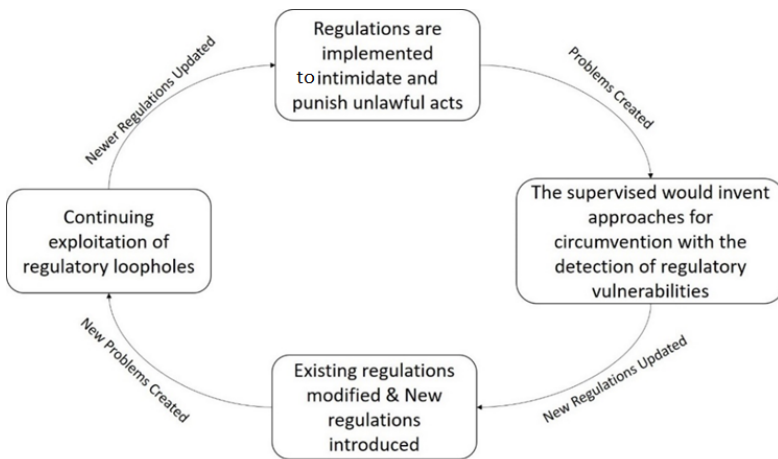 Regulations are
implemented
to intimidate and
punish unlawful acts
Problems Created
The supervised would invent
approaches for
circumvention with the
detection of regulatory
vulnerabilities
New Regulations Updated
Existing regulations
modified & New
regulations
introduced
New Problems Created
Continuing
exploitation of
regulatory loopholes
Newer Regulations Updated